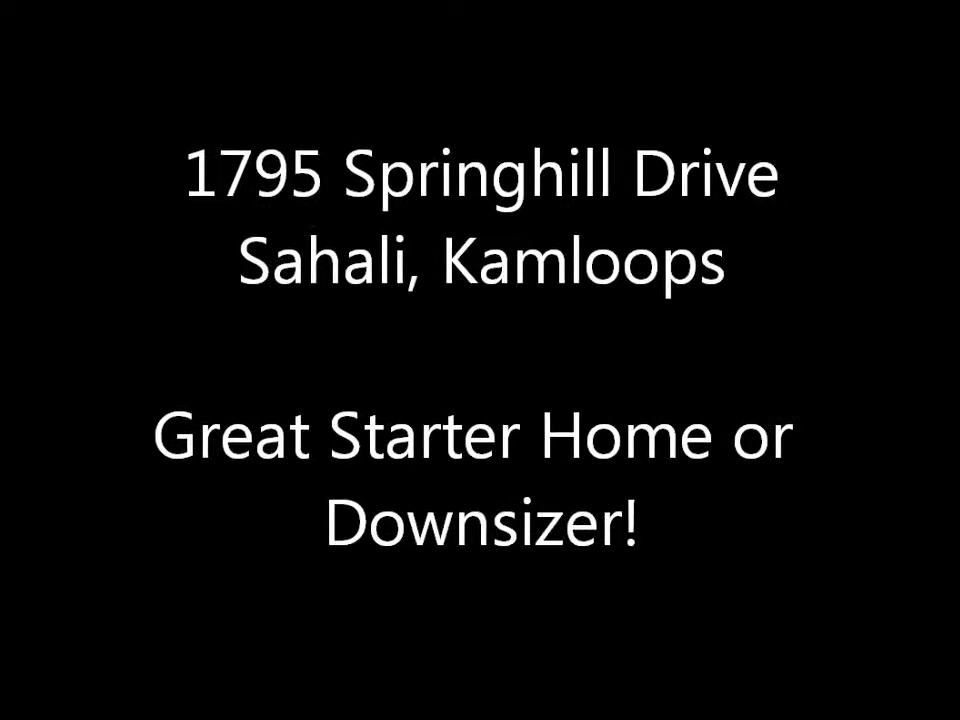 1795 Springhill Drive
Sahali, Kamloops
Great Starter Home or
Downsizer!